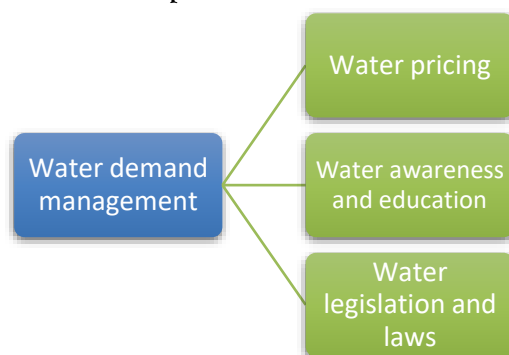 Water demand
management
Water pricing
Water awareness
and education
Water
legislation and
laws